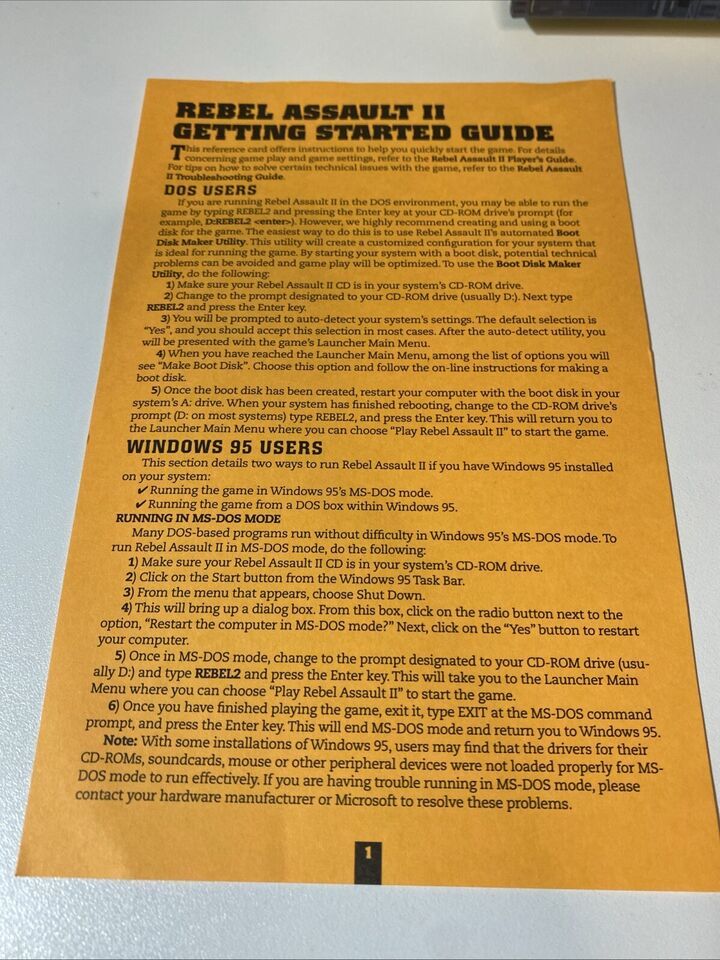 REBEL ASSAULT II
GETTING STARTED GUIDE
This reference card offers instructions to help you quickly start the game. For details
concerning game play and game settings, refer to the Rebel Assault II Player's Guide.
For tips on how to solve certain technical issues with the game, refer to the Rebel Assault
II Troubleshooting Guide.
DOS USERS
If you are running Rebel Assault II in the DOS environment, you may be able to run the
game by typing REBEL2 and pressing the Enter key at your CD-ROM drive's prompt (for
example, D:REBEL2 <enter>). However, we highly recommend creating and using a boot
disk for the game. The easiest way to do this is to use Rebel Assault II's automated Boot
Disk Maker Utility. This utility will create a customized configuration for your system that
is ideal for running the game. By starting your system with a boot disk, potential technical
problems can be avoided and game play will be optimized. To use the Boot Disk Maker
Utility, do the following:
1) Make sure your Rebel Assault II CD is in your system's CD-ROM drive.
2) Change to the prompt designated to your CD-ROM drive (usually D:). Next type
REBEL2 and press the Enter key.
3) You will be prompted to auto-detect your system's settings. The default selection is
"Yes", and you should accept this selection in most cases. After the auto-detect utility, you
will be presented with the game's Launcher Main Menu.
4) When you have reached the Launcher Main Menu, among the list of options you will
see "Make Boot Disk". Choose this option and follow the on-line instructions for making a
boot disk.
5) Once the boot disk has been created, restart your computer with the boot disk in your
system's A: drive. When your system has finished rebooting, change to the CD-ROM drive's
prompt (D: on most systems) type REBEL2, and press the Enter key. This will return you to
the Launcher Main Menu where you can choose "Play Rebel Assault II" to start the game.
WINDOWS 95 USERS
This section details two ways to run Rebel Assault II if you have Windows 95 installed
on your system:
✔ Running the game in Windows 95's MS-DOS mode.
✔ Running the game from a DOS box within Windows 95.
RUNNING IN MS-DOS MODE
Many DOS-based programs run without difficulty in Windows 95's MS-DOS mode. To
run Rebel Assault II in MS-DOS mode, do the following:
1) Make sure your Rebel Assault II CD is in your system's CD-ROM drive.
2) Click on the Start button from the Windows 95 Task Bar.
3) From the menu that appears, choose Shut Down.
4) This will bring up a dialog box. From this box, click on the radio button next to the
option, "Restart the computer in MS-DOS mode?" Next, click on the "Yes" button to restart
your computer.
5) Once in MS-DOS mode, change to the prompt designated to your CD-ROM drive (usu-
ally D:) and type REBEL2 and press the Enter key. This will take you to the Launcher Main
Menu where you can choose "Play Rebel Assault II" to start the game.
6) Once you have finished playing the game, exit it, type EXIT at the MS-DOS command
prompt, and press the Enter key. This will end MS-DOS mode and return you to Windows 95.
Note: With some installations of Windows 95, users may find that the drivers for their
CD-ROMs, soundcards, mouse or other peripheral devices were not loaded properly for MS-
DOS mode to run effectively. If you are having trouble running in MS-DOS mode, please
contact your hardware manufacturer or Microsoft to resolve these problems.
1